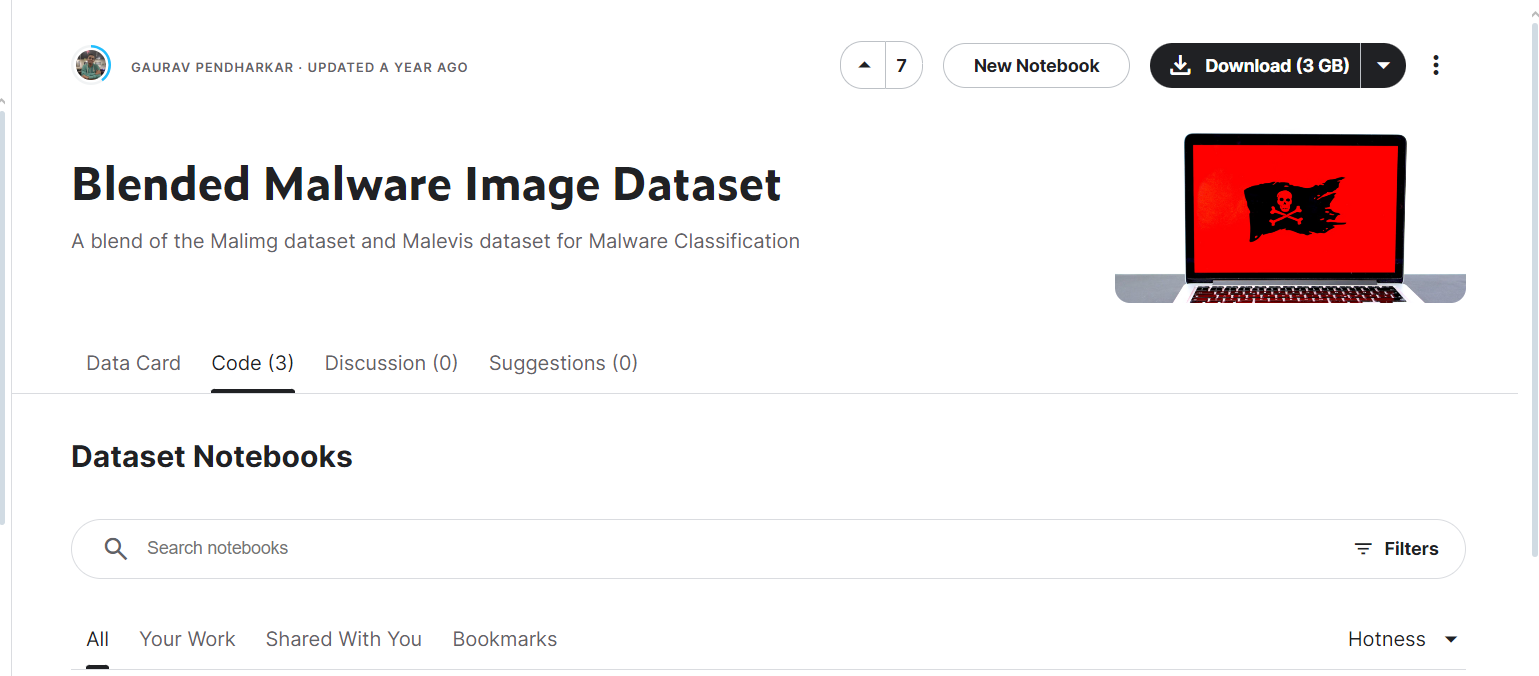 GAURAV PENDHARKAR · UPDATED A YEAR AGO
7
New Notebook
Download (3 GB)
Blended Malware Image Dataset
A blend of the Malimg dataset and Malevis dataset for Malware Classification
Data Card Code (3) Discussion (0) Suggestions (0)
Dataset Notebooks
Search notebooks
Filters
All Your Work Shared With You Bookmarks
Hotness